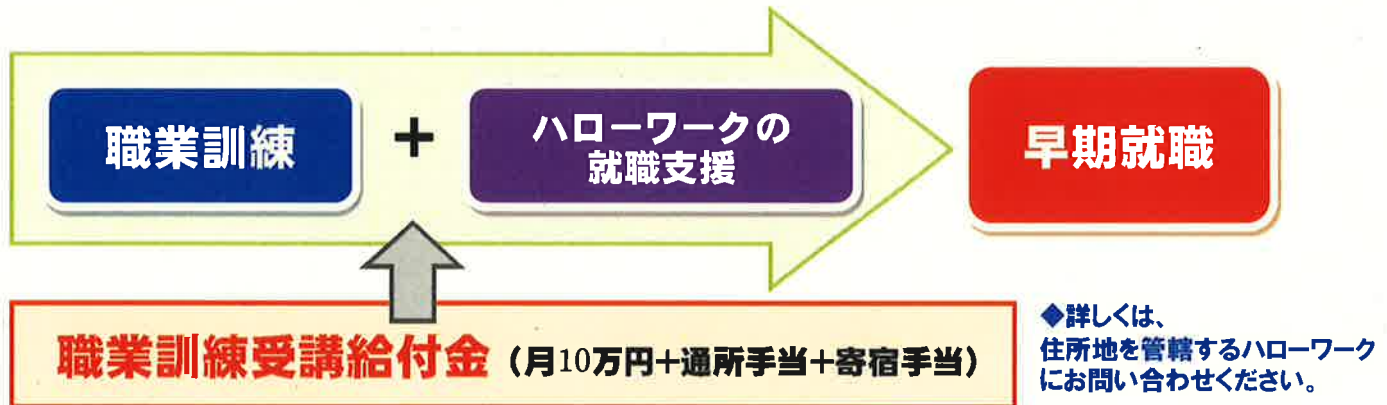 職業訓練
+
ハローワークの
就職支援
早期就職
職業訓練受講給付金(月10万円+通所手当+寄宿手当)
◆詳しくは、
住所地を管轄するハローワーク
にお問い合わせください。